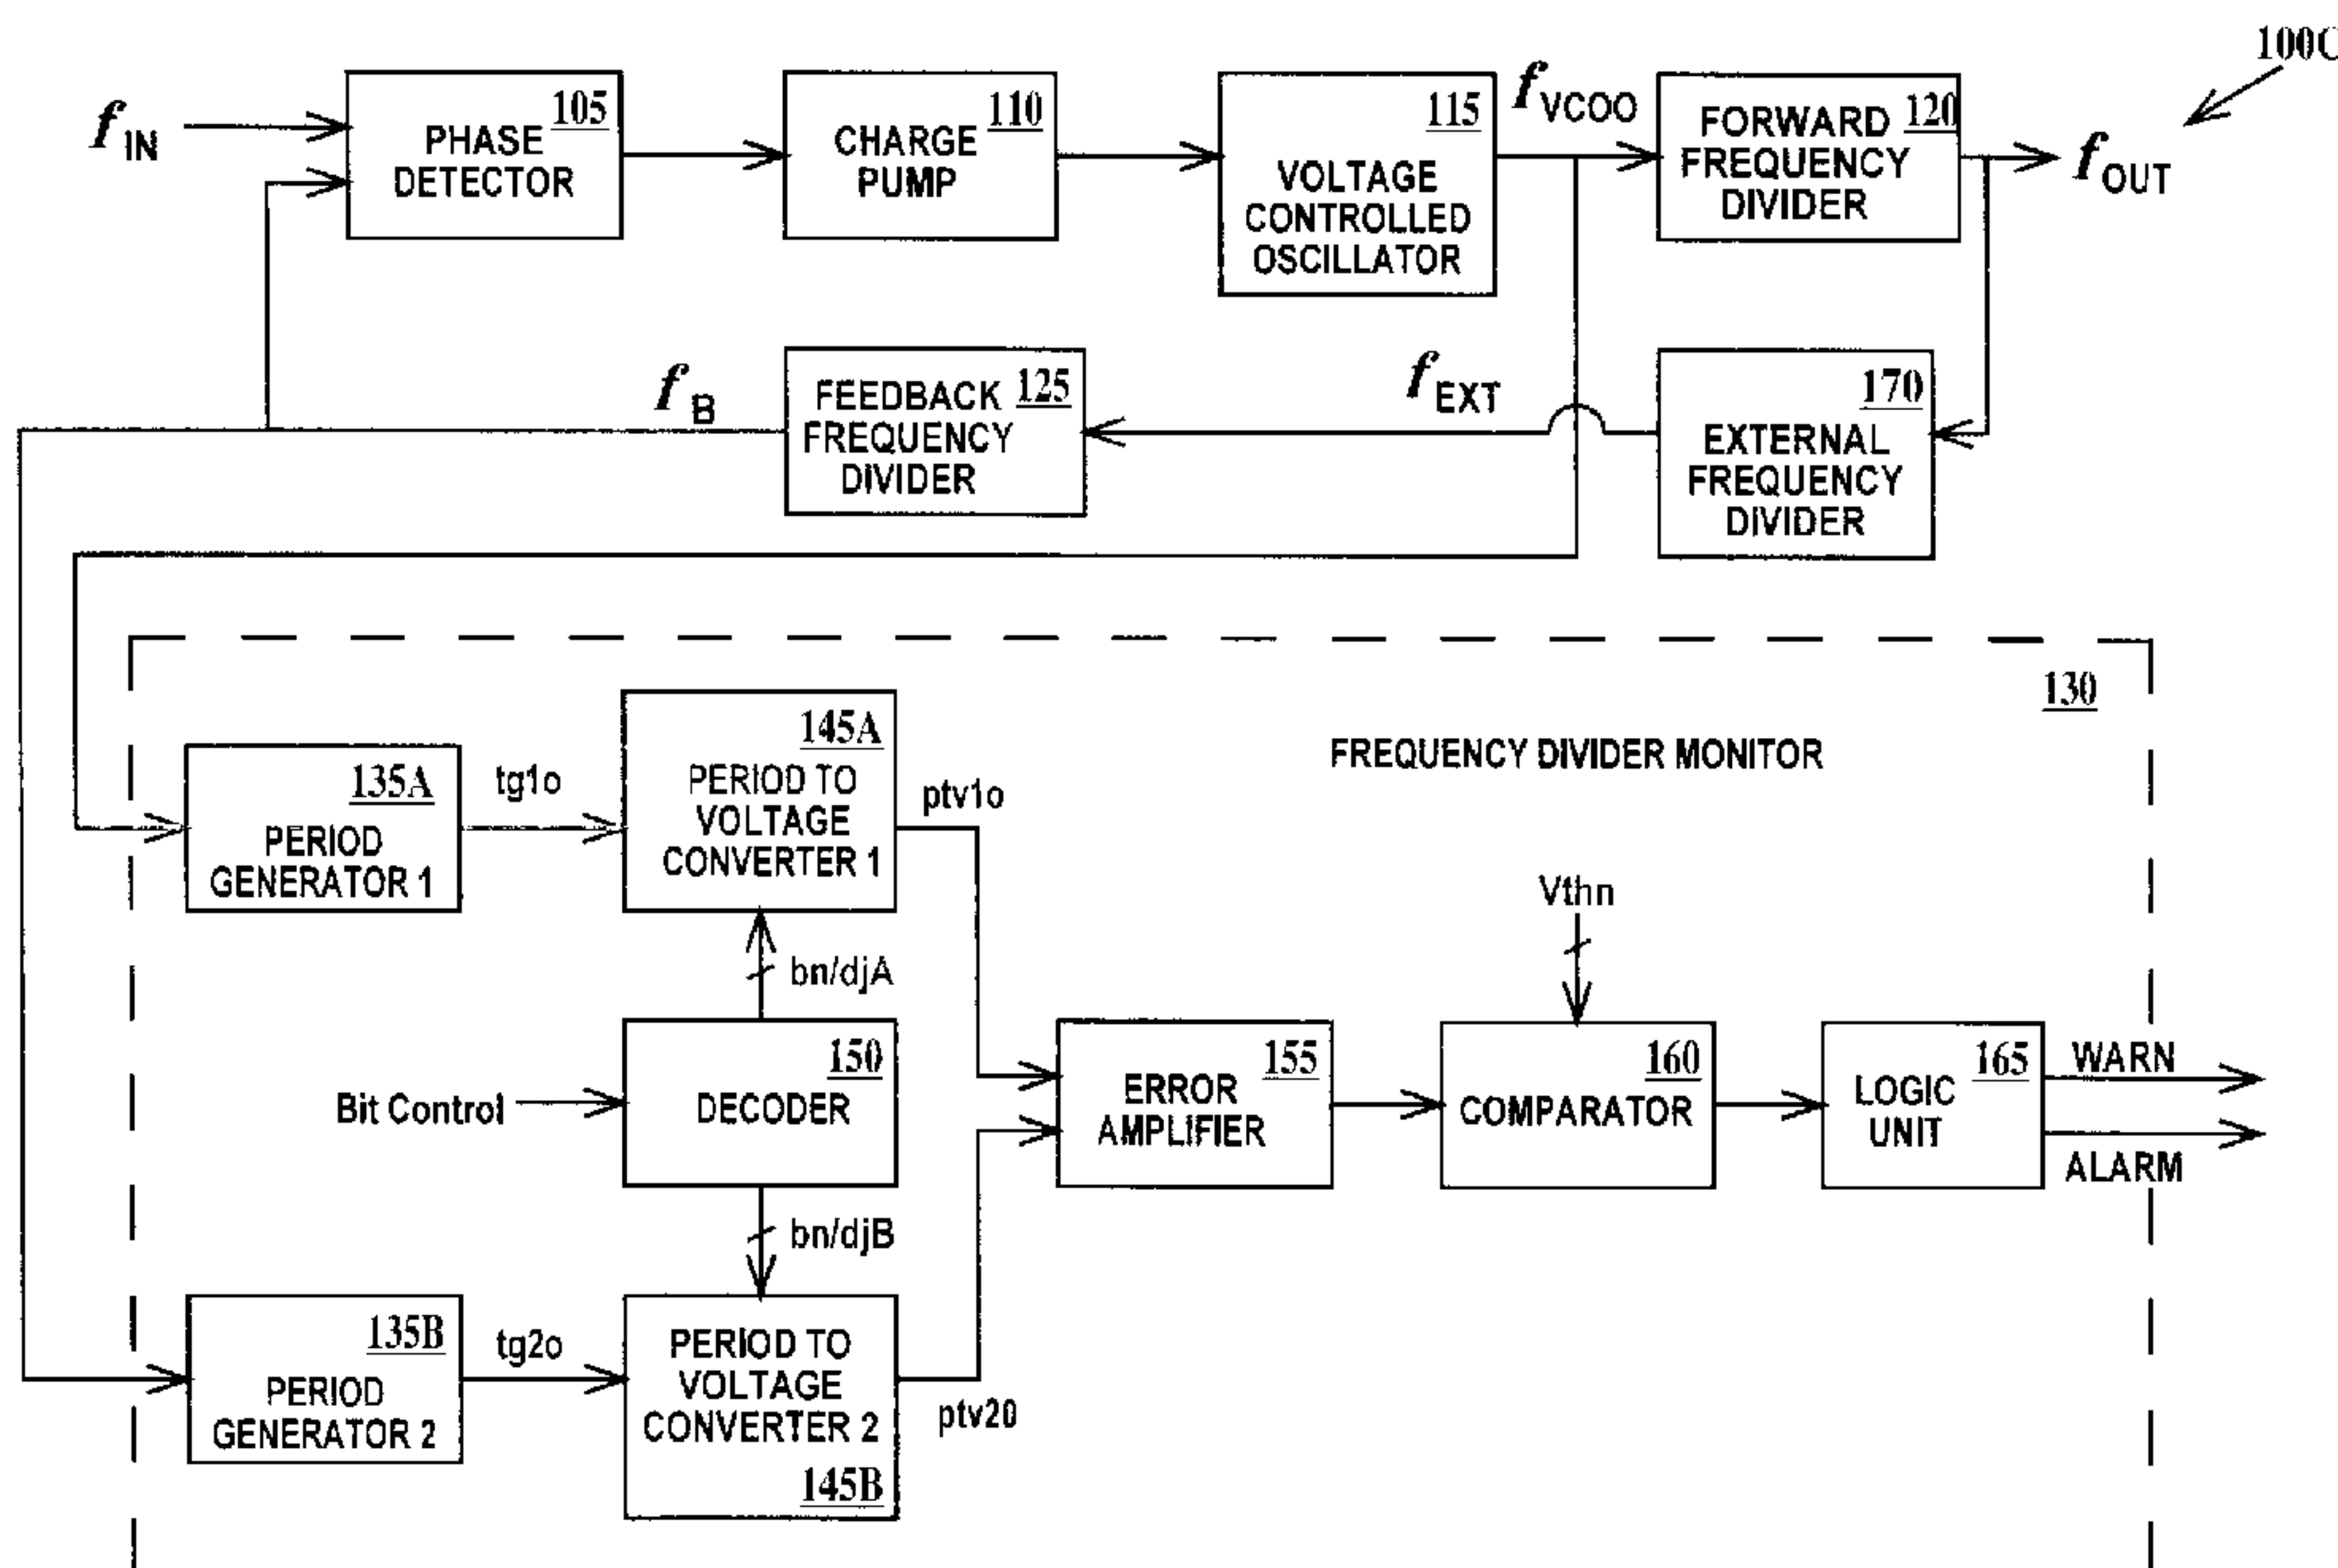 100C
f IN
105
PHASE
DETECTOR
110
CHARGE
PUMP
115
VOLTAGE
CONTROLLED
OSCILLATOR
f VCOO
120
FORWARD
FREQUENCY
DIVIDER
f OUT
f B
125
FEEDBACK
FREQUENCY
DIVIDER
f EXT
170
EXTERNAL
FREQUENCY
DIVIDER
130
FREQUENCY DIVIDER MONITOR
135A
PERIOD
GENERATOR 1
tg1o
145A
PERIOD TO
VOLTAGE
CONVERTER 1
ptv1o
bn/djA
Bit Control
150
DECODER
bn/djB
155
ERROR
AMPLIFIER
Vthn
160
COMPARATOR
165
LOGIC
UNIT
WARN
ALARM
135B
PERIOD
GENERATOR 2
tg2o
PERIOD TO
VOLTAGE
CONVERTER 2
145B
ptv20